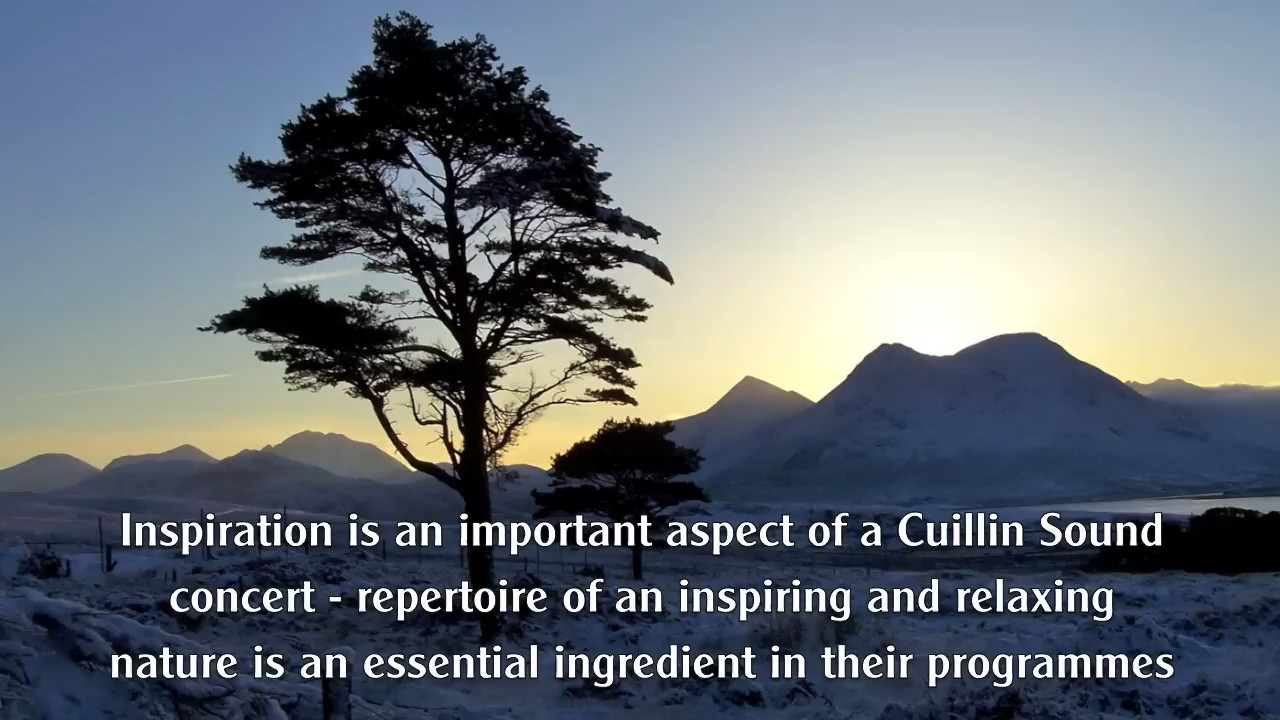 Inspiration is an important aspect of a Cuillin Sound
concert - repertoire of an inspiring and relaxing
nature is an essential ingredient in their programmes